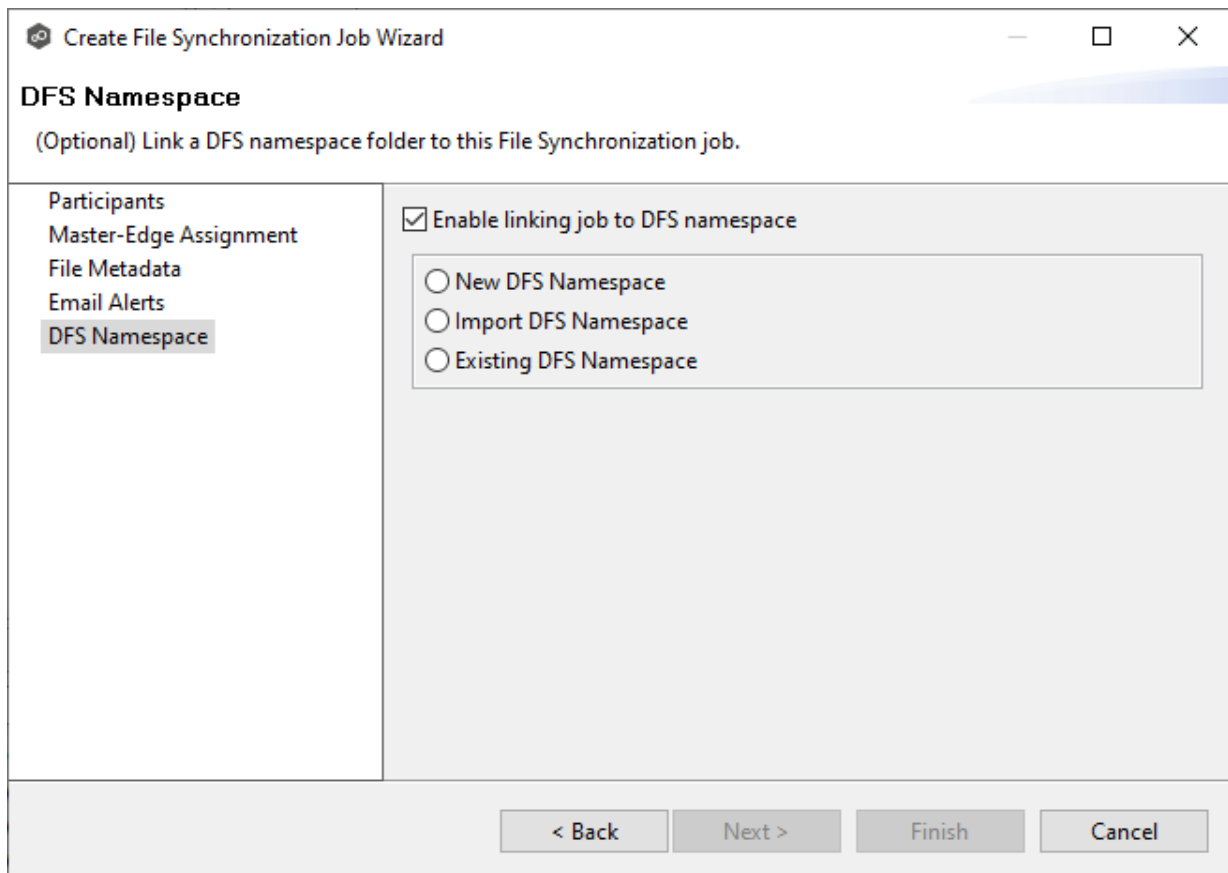 Create File Synchronization Job Wizard
DFS Namespace
(Optional) Link a DFS namespace folder to this File Synchronization job.
Participants
Master-Edge Assignment
File Metadata
Email Alerts
DFS Namespace
Enable linking job to DFS namespace
New DFS Namespace
Import DFS Namespace
Existing DFS Namespace
< Back
Next >
Finish
Cancel